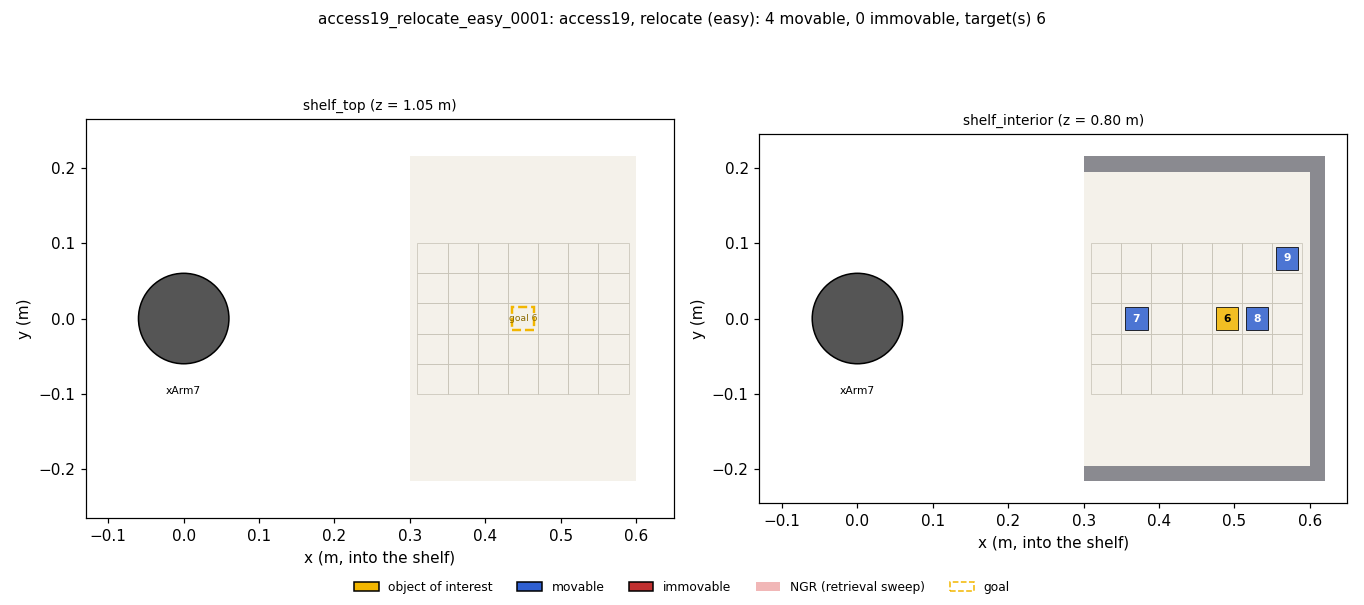 access19_relocate_easy_0001: access19, relocate (easy): 4 movable, 0 immovable, target(s) 6
shelf_top (z = 1.05 m)
y (m)
0.2
0.1
0.0
−0.1
−0.2
goal 6
xArm7
−0.1 0.0 0.1 0.2 0.3 0.4 0.5 0.6
x (m, into the shelf)
shelf_interior (z = 0.80 m)
y (m)
0.2
0.1
0.0
−0.1
−0.2
9
7 6 8
xArm7
−0.1 0.0 0.1 0.2 0.3 0.4 0.5 0.6
x (m, into the shelf)
object of interest movable immovable NGR (retrieval sweep) goal